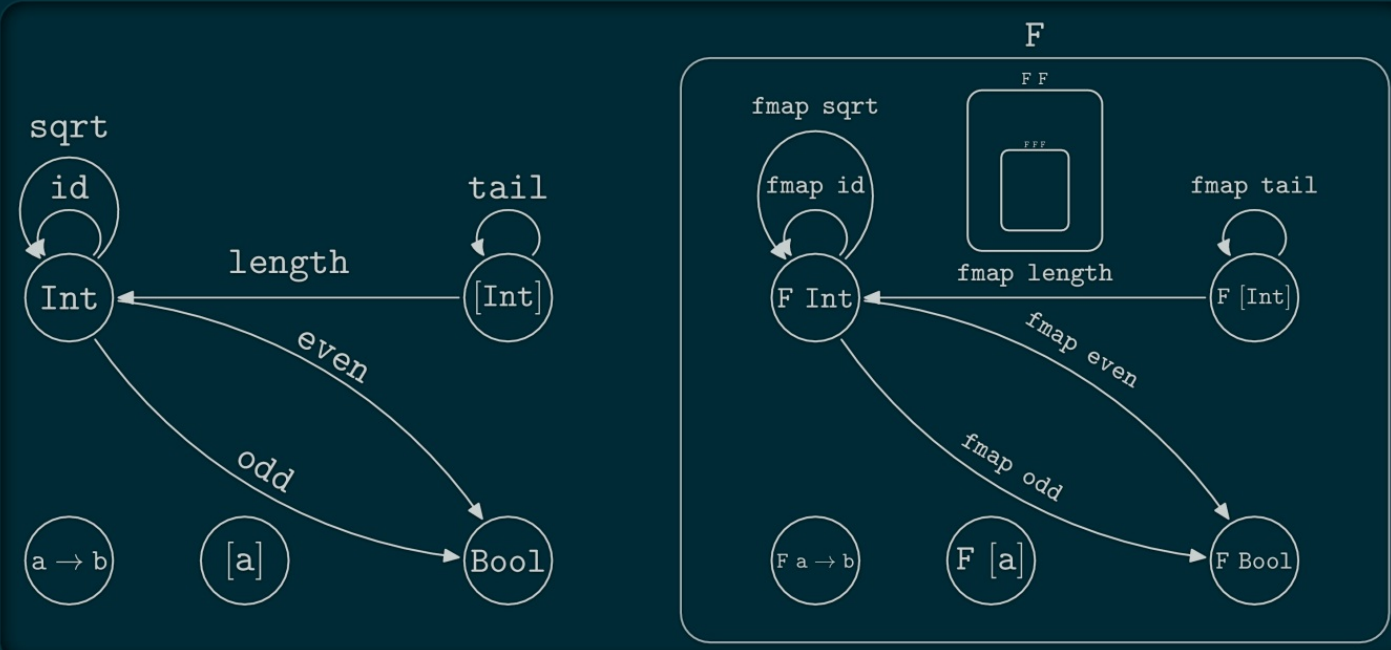 F
F F
sqrt
id
tail
length
Int
[Int]
even
odd
a → b
[a]
Bool
fmap sqrt
fmap id
F F F
fmap tail
fmap length
F Int
F [Int]
fmap even
fmap odd
F a → b
F [a]
F Bool